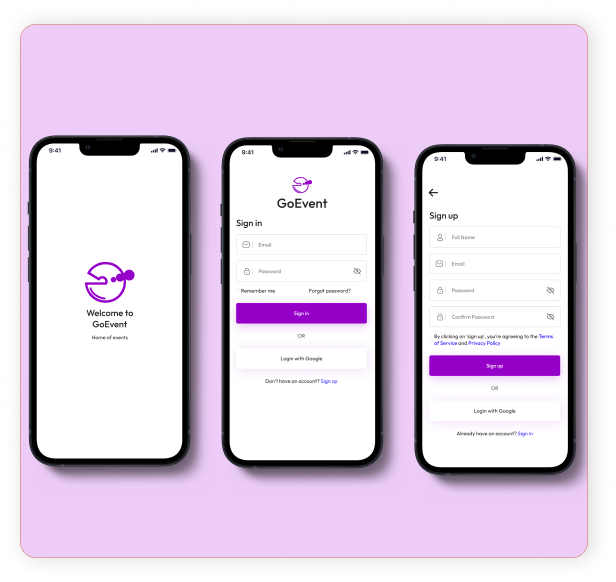 9:41
Welcome to
GoEvent
Home of events
9:41
GoEvent
Sign in
Email
Password
Remember me Forgot password?
Sign in
OR
Login with Google
Don't have an account? Sign up
9:41
Sign up
Full Name
Email
Password
Confirm Password
By clicking on 'sign up', you're agreeing to the Terms
of Service and Privacy Policy
Sign up
OR
Login with Google
Already have an account? Sign in